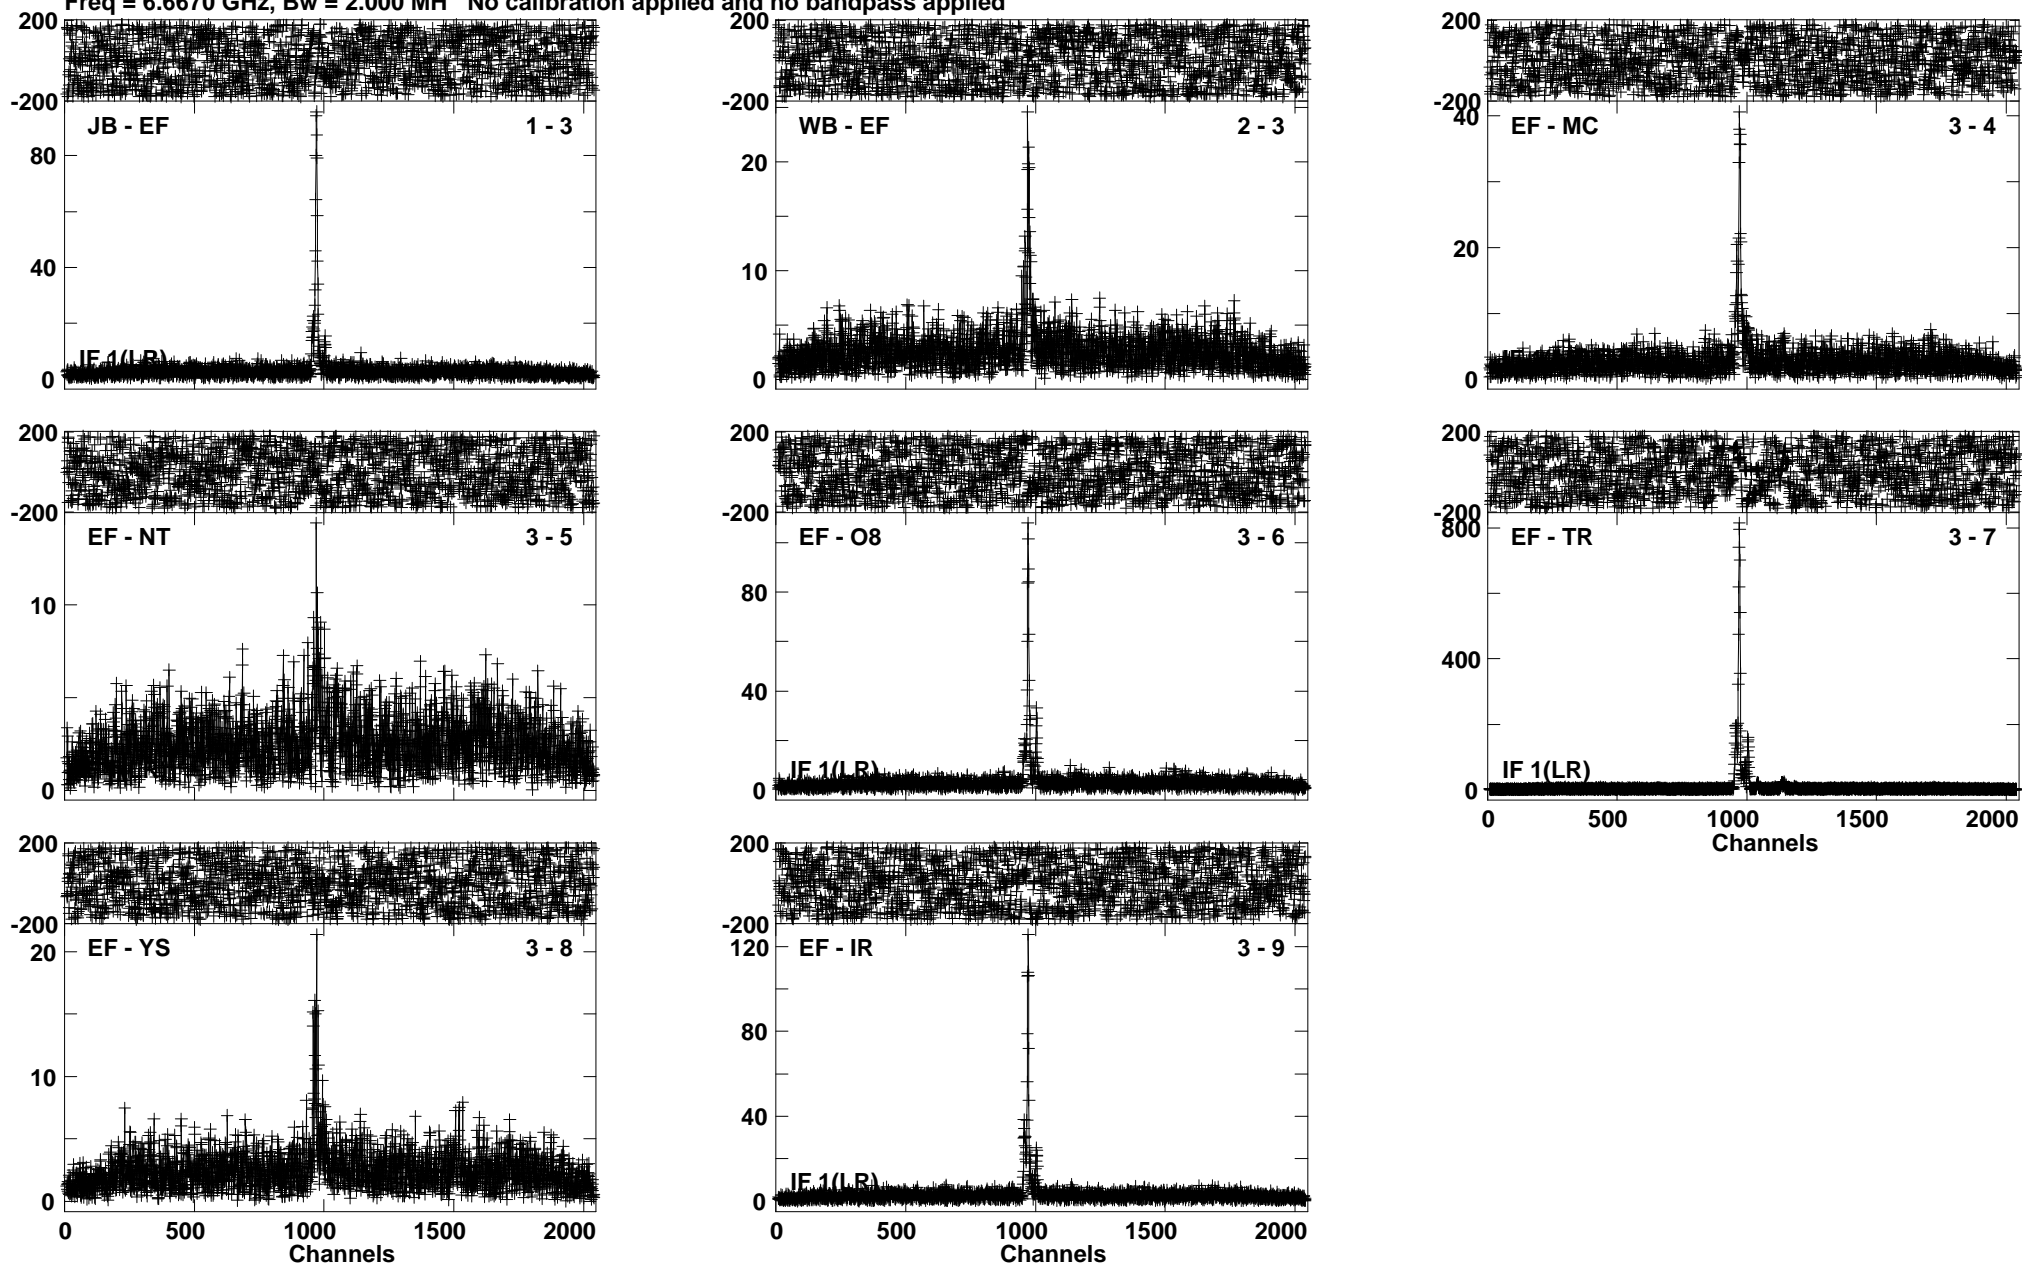 Freq = 6.6670 GHz, Bw = 2.000 MH No calibration applied and no bandpass applied
200
-200
JB - EF 1 - 3
80
40
IF 1(LR)
0
200
-200
WB - EF 2 - 3
20
10
0
200
-200
40
EF - MC 3 - 4
20
0
200
-200
EF - NT 3 - 5
10
0
200
-200
EF - O8 3 - 6
80
40
IF 1(LR)
0
200
-200
800
EF - TR 3 - 7
400
IF 1(LR)
0
0 500 1000 1500 2000
Channels
200
-200
EF - YS 3 - 8
20
10
0
0 500 1000 1500 2000
Channels
200
-200
EF - IR 3 - 9
120
80
40
IF 1(LR)
0
0 500 1000 1500 2000
Channels